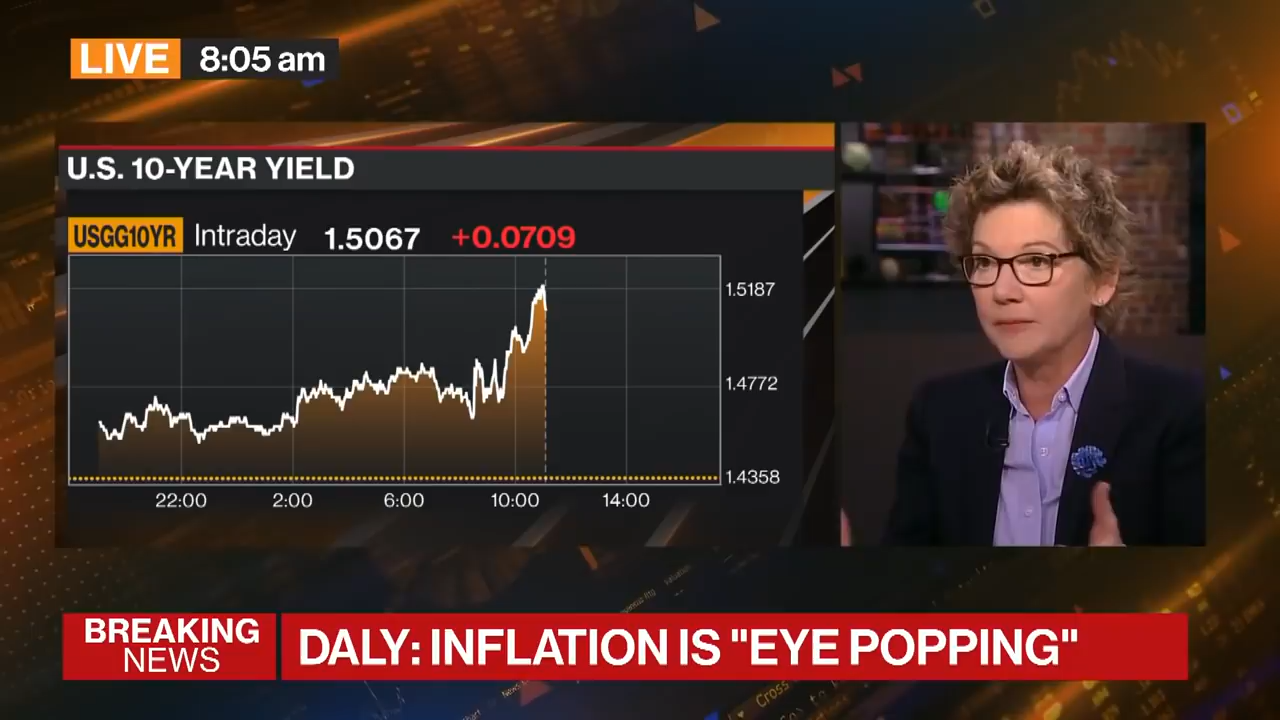 LIVE 8:05 am
U.S. 10-YEAR YIELD
USGG10YR Intraday 1.5067 +0.0709
1.5187
1.4772
1.4358
22:00 2:00 6:00 10:00 14:00
BREAKING
NEWS
DALY: INFLATION IS "EYE POPPING"